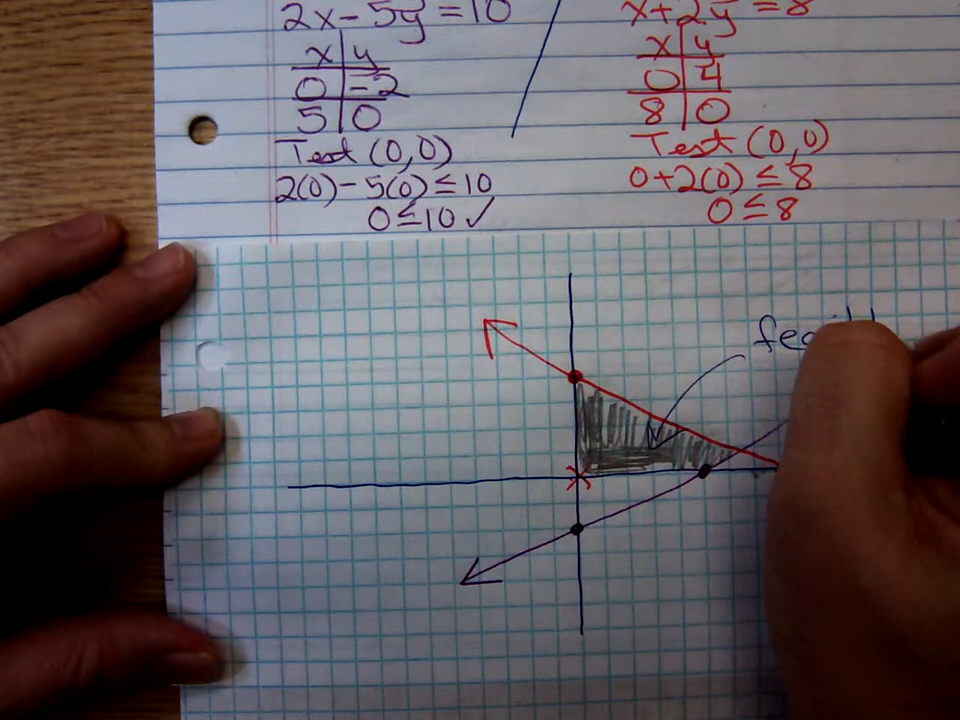 2x - 5y = 10
x | y
0 | -2
5 | 0
Test (0,0)
2(0) - 5(0) ≤ 10
0 ≤ 10 ✓
x + 2y = 8
x | y
0 | 4
8 | 0
Test (0,0)
0 + 2(0) ≤ 8
0 ≤ 8